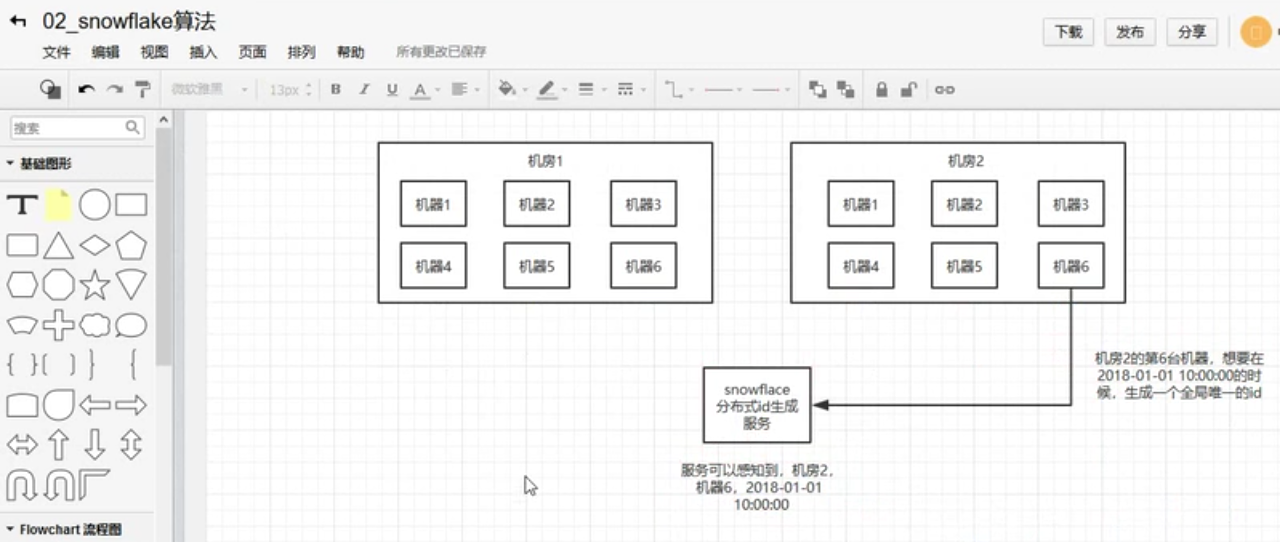 02_snowflake算法
文件 编辑 视图 插入 页面 排列 帮助 所有更改已保存
下载 发布 分享
微软雅黑 13px B I U A
搜索
基础图形
T
Flowchart 流程图
机房1
机器1 机器2 机器3
机器4 机器5 机器6
机房2
机器1 机器2 机器3
机器4 机器5 机器6
机房2的第6台机器，想要在
2018-01-01 10:00:00的时
候，生成一个全局唯一的id
snowflace
分布式id生成
服务
服务可以感知到，机房2，
机器6，2018-01-01
10:00:00